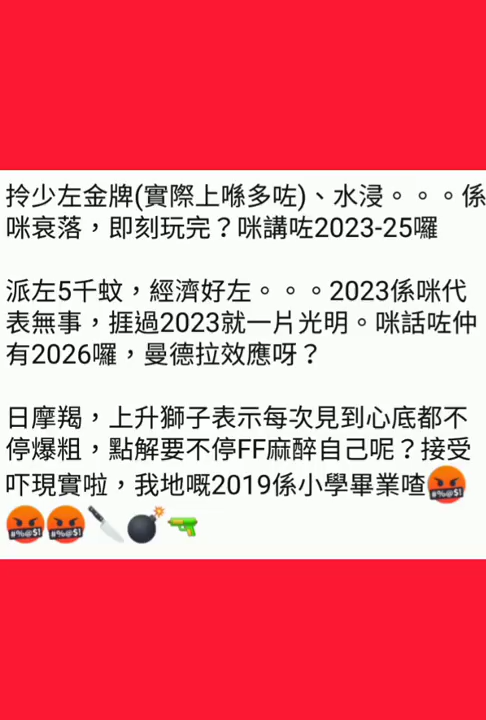 拎少左金牌(實際上喺多咗)、水浸。。。係
咪衰落，即刻玩完？咪講咗2023-25囉
派左5千蚊，經濟好左。。。2023係咪代
表無事，捱過2023就一片光明。咪話咗仲
有2026囉，曼德拉效應呀？
日摩羯，上升獅子表示每次見到心底都不
停爆粗，點解要不停FF麻醉自己呢？接受
吓現實啦，我地嘅2019係小學畢業喳🤬
🤬🤬🔪💣🔫